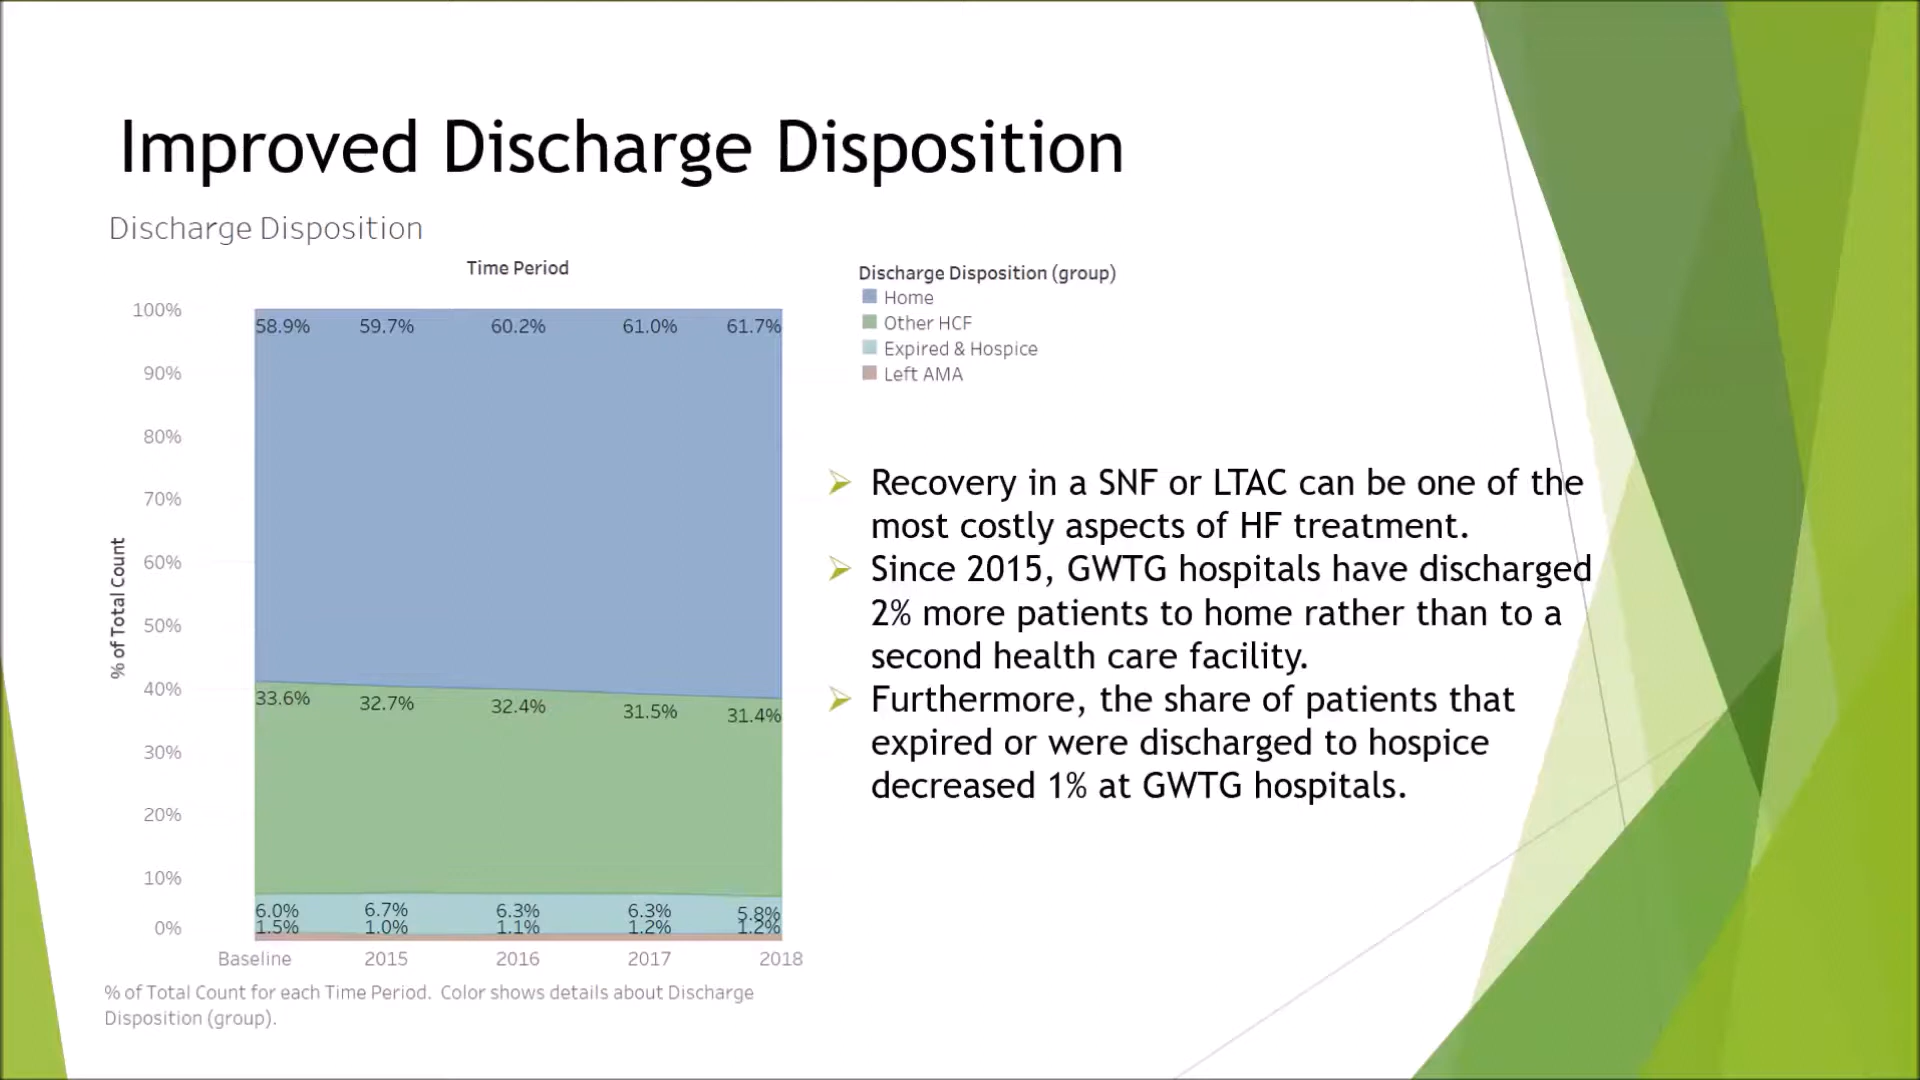 Improved Discharge Disposition
Discharge Disposition
Time Period
Discharge Disposition (group)
Home
Other HCF
Expired & Hospice
Left AMA
% of Total Count
100%
90%
80%
70%
60%
50%
40%
30%
20%
10%
0%
58.9% 59.7% 60.2% 61.0% 61.7%
33.6% 32.7% 32.4% 31.5% 31.4%
6.0% 6.7% 6.3% 6.3% 5.8%
1.5% 1.0% 1.1% 1.2% 1.2%
Baseline 2015 2016 2017 2018
% of Total Count for each Time Period. Color shows details about Discharge
Disposition (group).
Recovery in a SNF or LTAC can be one of the
most costly aspects of HF treatment.
Since 2015, GWTG hospitals have discharged
2% more patients to home rather than to a
second health care facility.
Furthermore, the share of patients that
expired or were discharged to hospice
decreased 1% at GWTG hospitals.